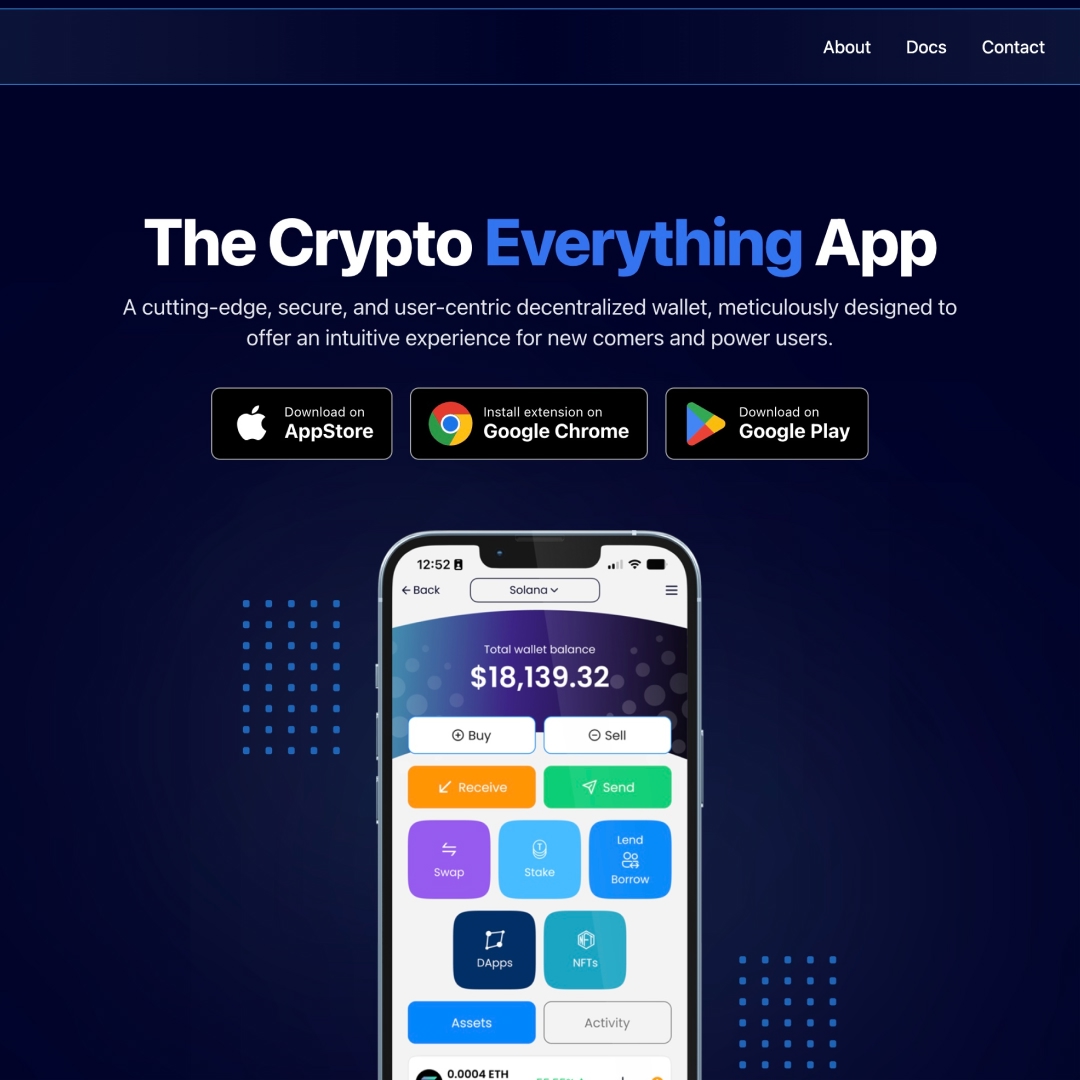 About Docs Contact
The Crypto Everything App
A cutting-edge, secure, and user-centric decentralized wallet, meticulously designed to
offer an intuitive experience for new comers and power users.
Download on
AppStore
Install extension on
Google Chrome
Download on
Google Play
12:52
Back
Solana
Total wallet balance
$18,139.32
Buy
Sell
Receive
Send
Swap
Stake
Lend
Borrow
DApps
NFTs
Assets
Activity
0.0004 ETH